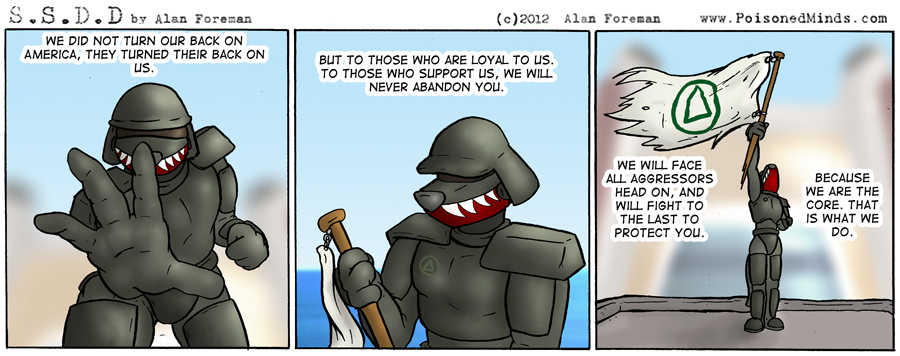 S.S.D.D by Alan Foreman (c)2012 Alan Foreman www.PoisonedMinds.com
WE DID NOT TURN OUR BACK ON
AMERICA, THEY TURNED THEIR BACK ON
US.
BUT TO THOSE WHO ARE LOYAL TO US.
TO THOSE WHO SUPPORT US, WE WILL
NEVER ABANDON YOU.
WE WILL FACE
ALL AGGRESSORS
HEAD ON, AND
WILL FIGHT TO
THE LAST TO
PROTECT YOU.
BECAUSE
WE ARE THE
CORE. THAT
IS WHAT WE
DO.